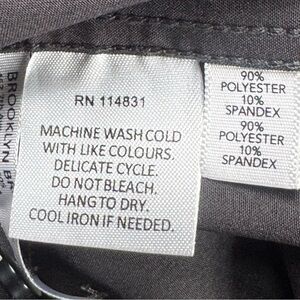 BROOKLYN
RN 114831
MACHINE WASH COLD
WITH LIKE COLOURS.
DELICATE CYCLE.
DO NOT BLEACH.
HANG TO DRY.
COOL IRON IF NEEDED.
90%
POLYESTER
10%
SPANDEX
90%
POLYESTER
10%
SPANDEX